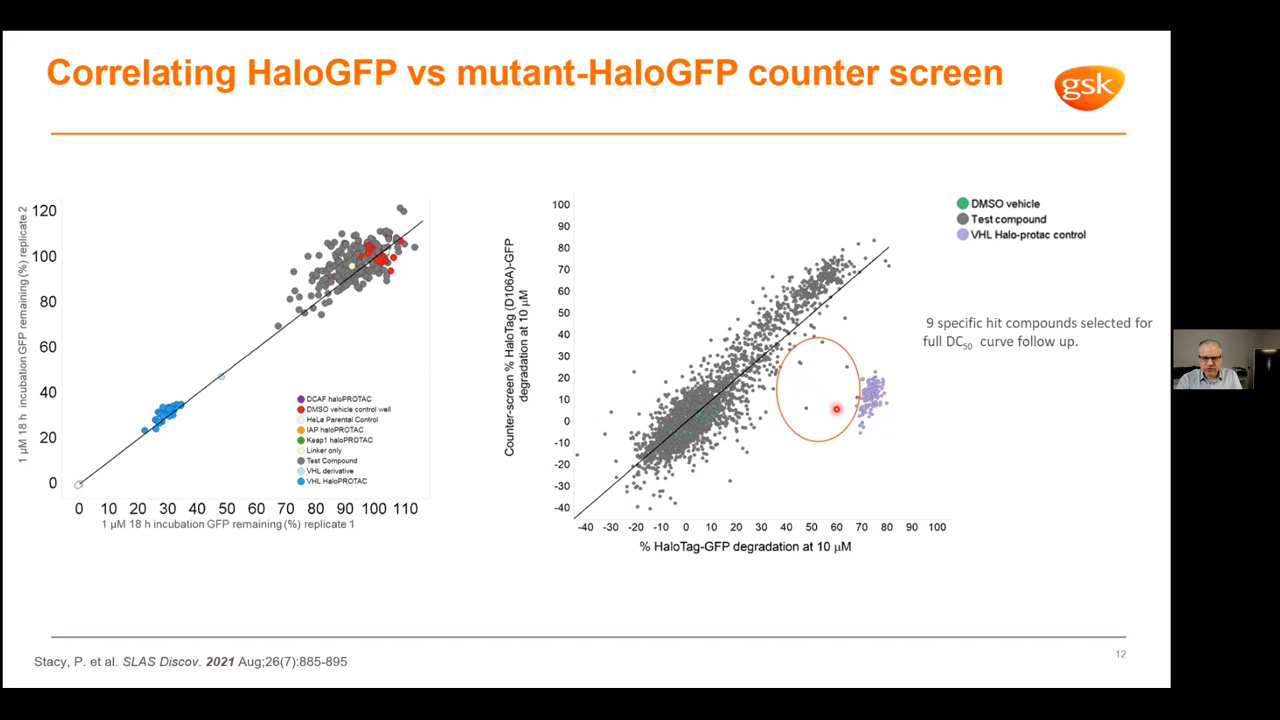 Correlating HaloGFP vs mutant-HaloGFP counter screen
gsk
1 µM 18 h incubation GFP remaining (%) replicate 2
120
100
80
60
40
20
0
0 10 20 30 40 50 60 70 80 90 100 110
1 µM 18 h incubation GFP remaining (%) replicate 1
DCAF haloPROTAC
DMSO vehicle control well
HeLa Parental Control
IAP haloPROTAC
Keap1 haloPROTAC
Linker only
Test Compound
VHL derivative
VHL HaloPROTAC
Counter-screen % HaloTag (D106A)-GFP
degradation at 10 µM
100
90
80
70
60
50
40
30
20
10
0
-10
-20
-30
-40
-40 -30 -20 -10 0 10 20 30 40 50 60 70 80 90 100
% HaloTag-GFP degradation at 10 µM
DMSO vehicle
Test compound
VHL Halo-protac control
9 specific hit compounds selected for
full DC50 curve follow up.
Stacy, P. et al. SLAS Discov. 2021 Aug;26(7):885-895
12